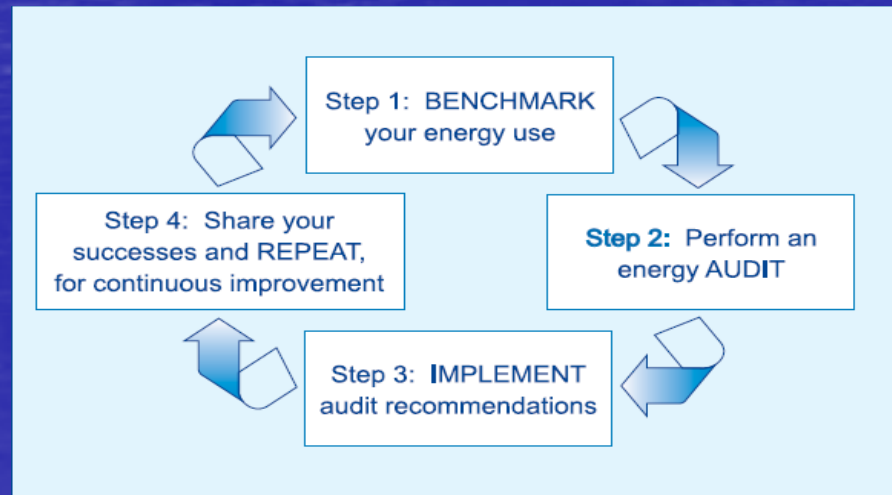 Step 1: BENCHMARK
your energy use
Step 2: Perform an
energy AUDIT
Step 3: IMPLEMENT
audit recommendations
Step 4: Share your
successes and REPEAT,
for continuous improvement